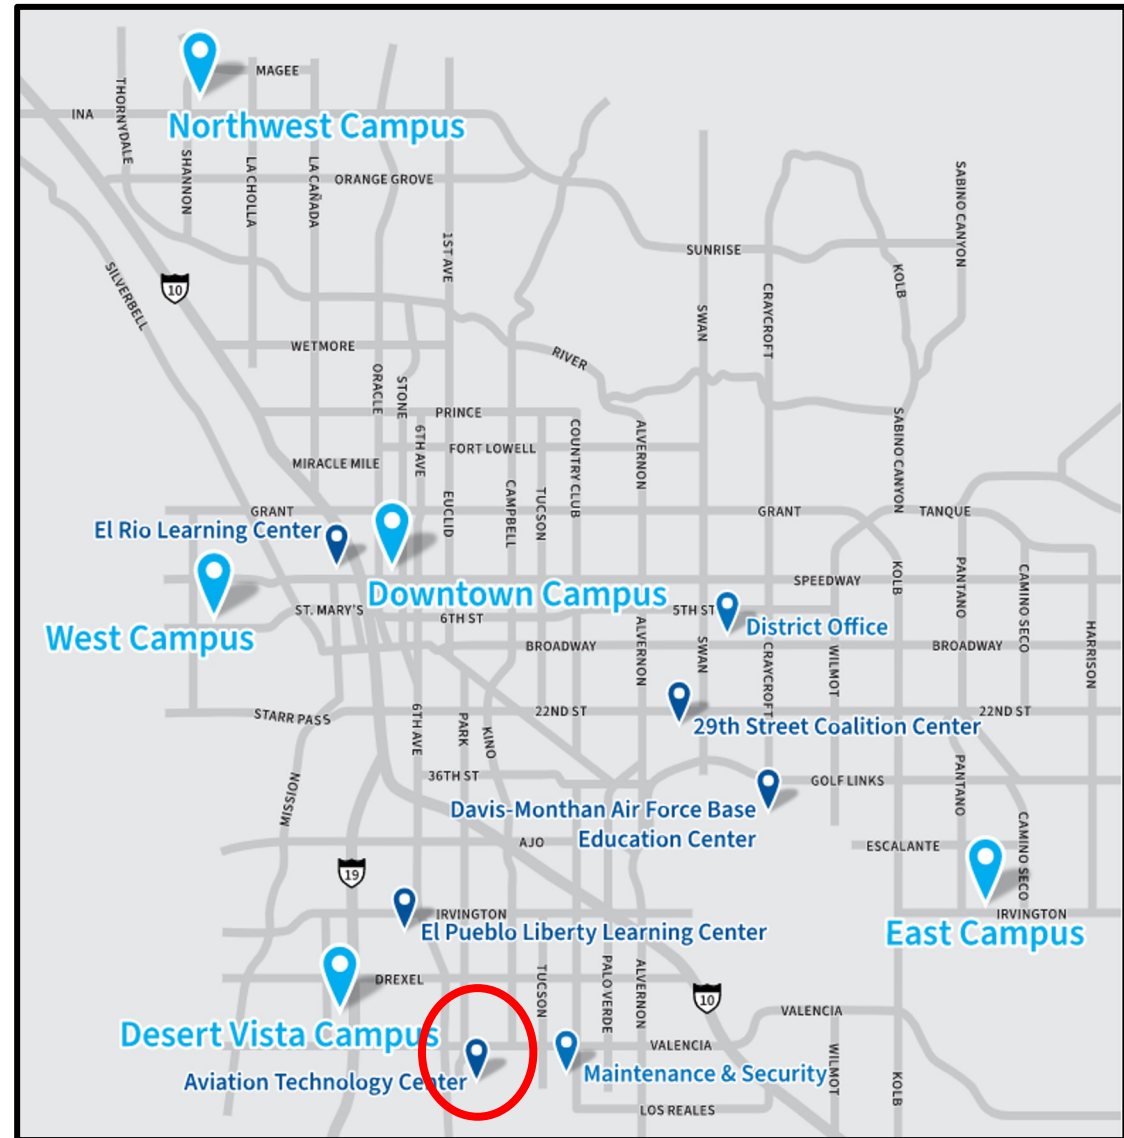 MAGEE
INA
THORNYDALE
Northwest Campus
SHANNON
LA CHOLLA
LA CAÑADA
ORANGE GROVE
SABINO CANYON
1ST AVE
SUNRISE
SILVERBELL
10
KOLB
CRAYCROFT
SWAN
WETMORE
RIVER
ORACLE
STONE
PRINCE
6TH AVE
FORT LOWELL
COUNTRY CLUB
ALVERNON
SABINO CANYON
MIRACLE MILE
EUCLID
CAMPBELL
TUCSON
GRANT
GRANT
TANQUE
El Rio Learning Center
PANTANO
KOLB
CAMINO SECO
SPEEDWAY
Downtown Campus
ST. MARY'S
6TH ST
5TH ST
District Office
West Campus
ALVERNON
SWAN
CRAYCROFT
WILMOT
HARRISON
BROADWAY
BROADWAY
STARR PASS
6TH AVE
PARK
KINO
22ND ST
22ND ST
29th Street Coalition Center
36TH ST
GOLF LINKS
PANTANO
MISSION
Davis-Monthan Air Force Base
Education Center
AJO
ESCALANTE
CAMINO SECO
19
IRVINGTON
IRVINGTON
El Pueblo Liberty Learning Center
East Campus
DREXEL
TUCSON
PALO VERDE
ALVERNON
10
VALENCIA
Desert Vista Campus
VALENCIA
WILMOT
KOLB
Aviation Technology Center
Maintenance & Security
LOS REALES